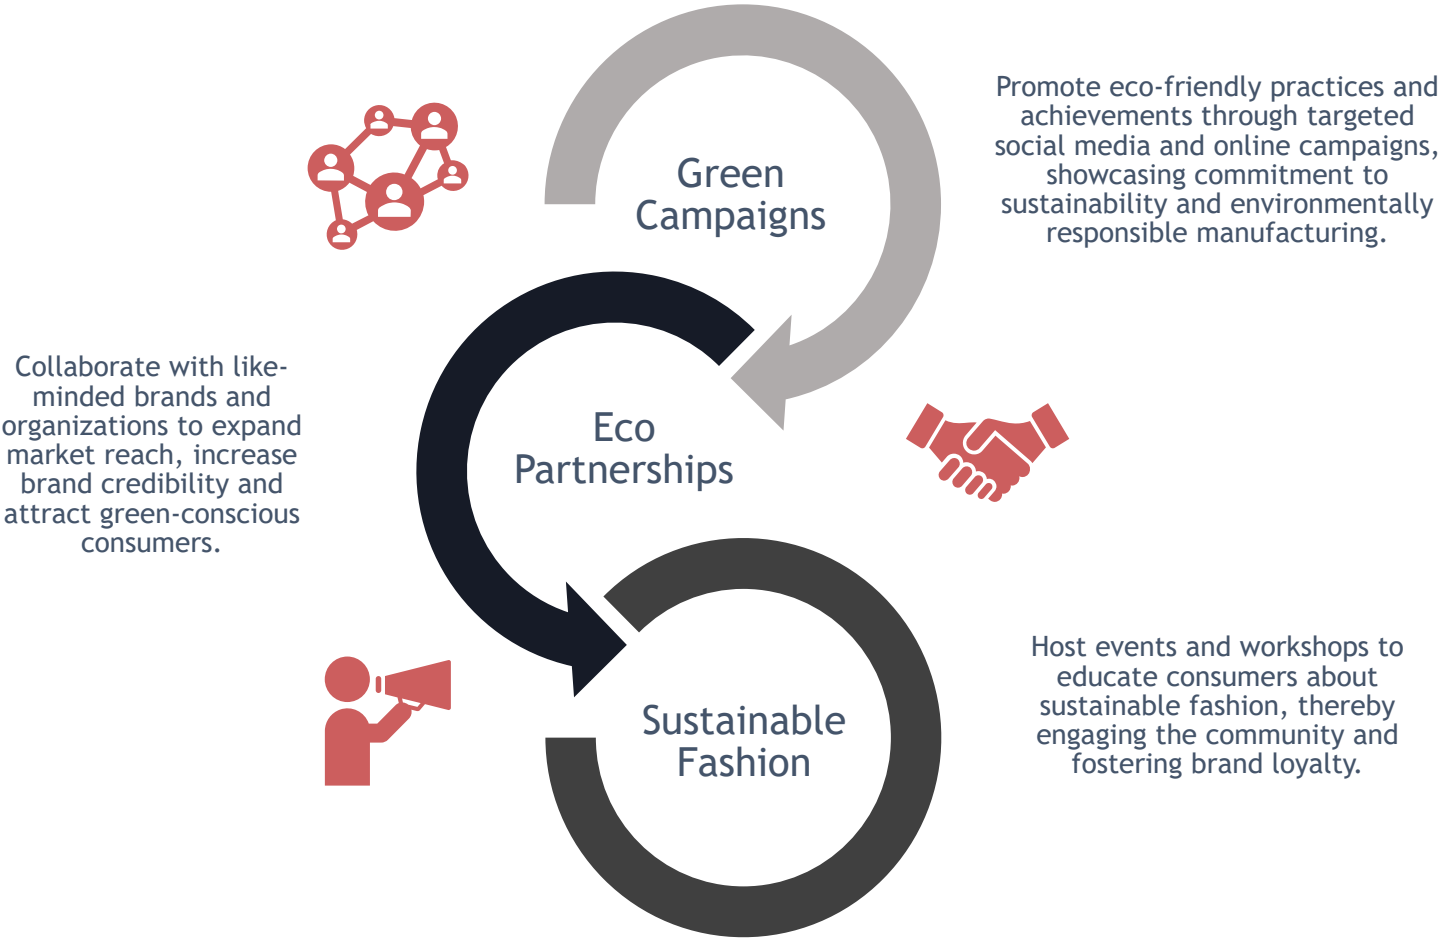 Green
Campaigns
Promote eco-friendly practices and
achievements through targeted
social media and online campaigns,
showcasing commitment to
sustainability and environmentally
responsible manufacturing.
Collaborate with like-
minded brands and
organizations to expand
market reach, increase
brand credibility and
attract green-conscious
consumers.
Eco
Partnerships
Sustainable
Fashion
Host events and workshops to
educate consumers about
sustainable fashion, thereby
engaging the community and
fostering brand loyalty.